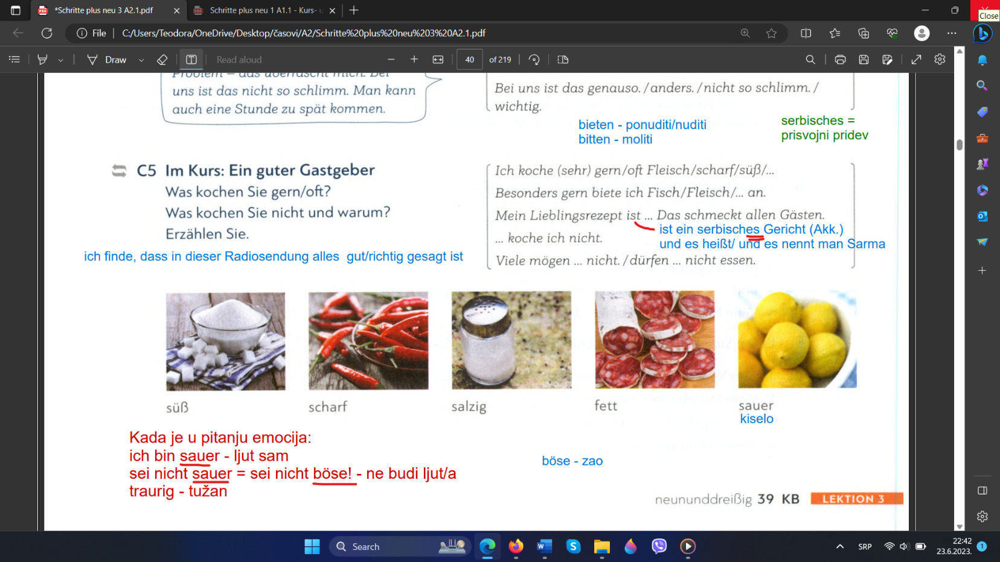 *Schritte plus neu 3 A2.1.pdf
Schritte plus neu 1 A1.1 - Kurs- u
Close
File
C:/Users/Teodora/OneDrive/Desktop/časovi/A2/Schritte%20plus%20neu%203%20A2.1.pdf
Draw
Read aloud
40
of 219
Problem – das überrascht mich. Bei
uns ist das nicht so schlimm. Man kann
auch eine Stunde zu spät kommen.
Bei uns ist das genauso. / anders. / nicht so schlimm. /
wichtig.
bieten - ponuditi/nuditi
bitten - moliti
serbisches =
prisvojni pridev
C5 Im Kurs: Ein guter Gastgeber
Was kochen Sie gern/oft?
Was kochen Sie nicht und warum?
Erzählen Sie.
ich finde, dass in dieser Radiosendung alles gut/richtig gesagt ist
Ich koche (sehr) gern/oft Fleisch/scharf/süß/...
Besonders gern biete ich Fisch/Fleisch/... an.
Mein Lieblingsrezept ist ... Das schmeckt allen Gästen.
ist ein serbisches Gericht (Akk.)
... koche ich nicht.
und es heißt/ und es nennt man Sarma
Viele mögen ... nicht. / dürfen ... nicht essen.
süß
scharf
salzig
fett
sauer
kiselo
Kada je u pitanju emocija:
ich bin sauer - ljut sam
sei nicht sauer = sei nicht böse! - ne budi ljut/a
traurig - tužan
böse - zao
neununddreißig 39 KB
LEKTION 3
Search
SRP
22:42
23.6.2023.
1